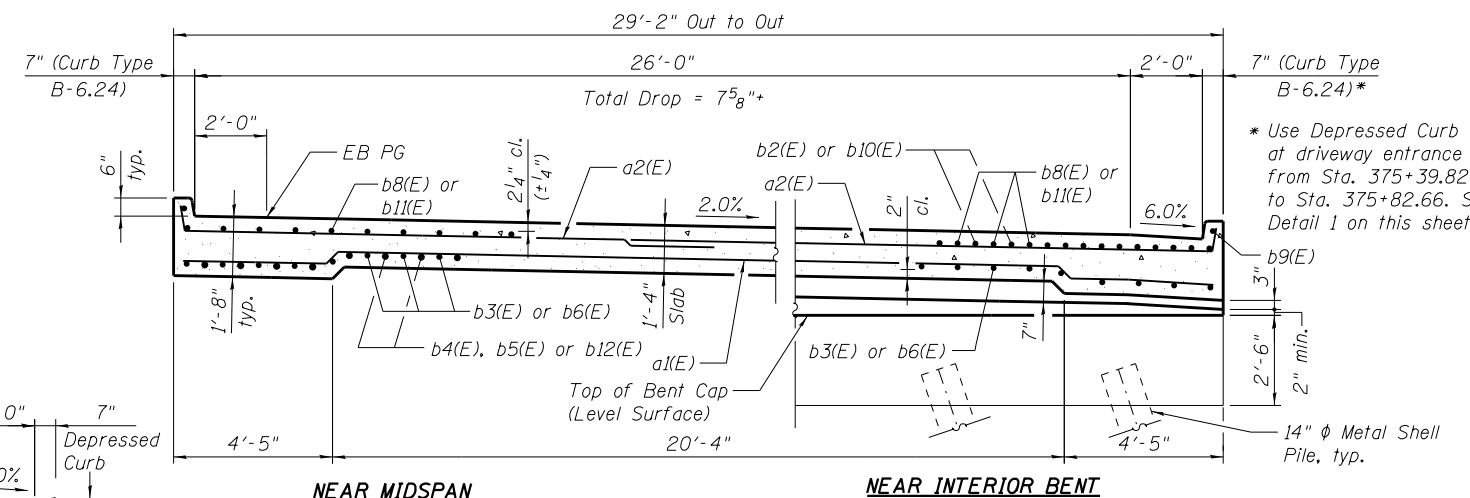 29'-2" Out to Out
7" (Curb Type
B-6.24)
26'-0"
2'-0"
7" (Curb Type
B-6.24)*
Total Drop = 7 5/8"+
* Use Depressed Curb
at driveway entrance
from Sta. 375+39.82
to Sta. 375+82.66. S
Detail 1 on this sheet
2'-0"
6"
typ.
EB PG
b8(E) or
b11(E)
2 1/4" cl.
(±1/4")
a2(E)
b2(E) or b10(E)
a2(E)
b8(E) or
b11(E)
2.0%
2"
cl.
6.0%
b9(E)
1'-8"
typ.
b3(E) or b6(E)
b4(E), b5(E) or b12(E)
1'-4"
Slab
a1(E)
Top of Bent Cap
(Level Surface)
b3(E) or b6(E)
7"
3"
2'-6"
2" min.
14" ϕ Metal Shell
Pile, typ.
4'-5"
20'-4"
4'-5"
0"
7"
Depressed
Curb
0%
NEAR MIDSPAN
NEAR INTERIOR BENT